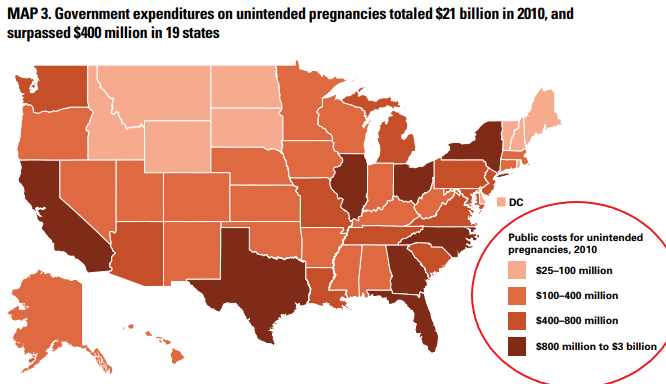 MAP 3. Government expenditures on unintended pregnancies totaled $21 billion in 2010, and
surpassed $400 million in 19 states
DC
Public costs for unintended
pregnancies, 2010
$25–100 million
$100–400 million
$400–800 million
$800 million to $3 billion